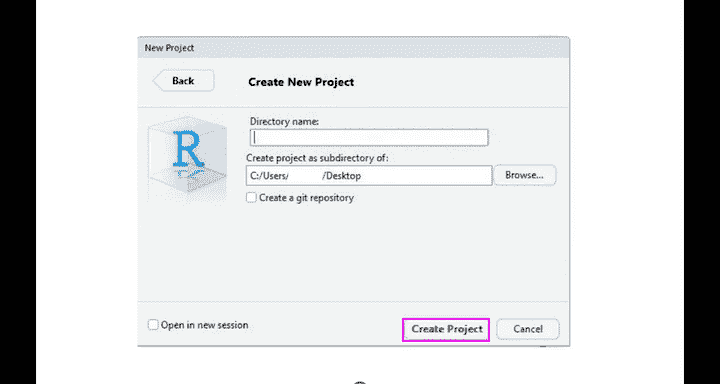 New Project
Back
Create New Project
Directory name:
R
Create project as subdirectory of:
C:/Users/ /Desktop
Browse...
Create a git repository
Open in new session
Create Project
Cancel